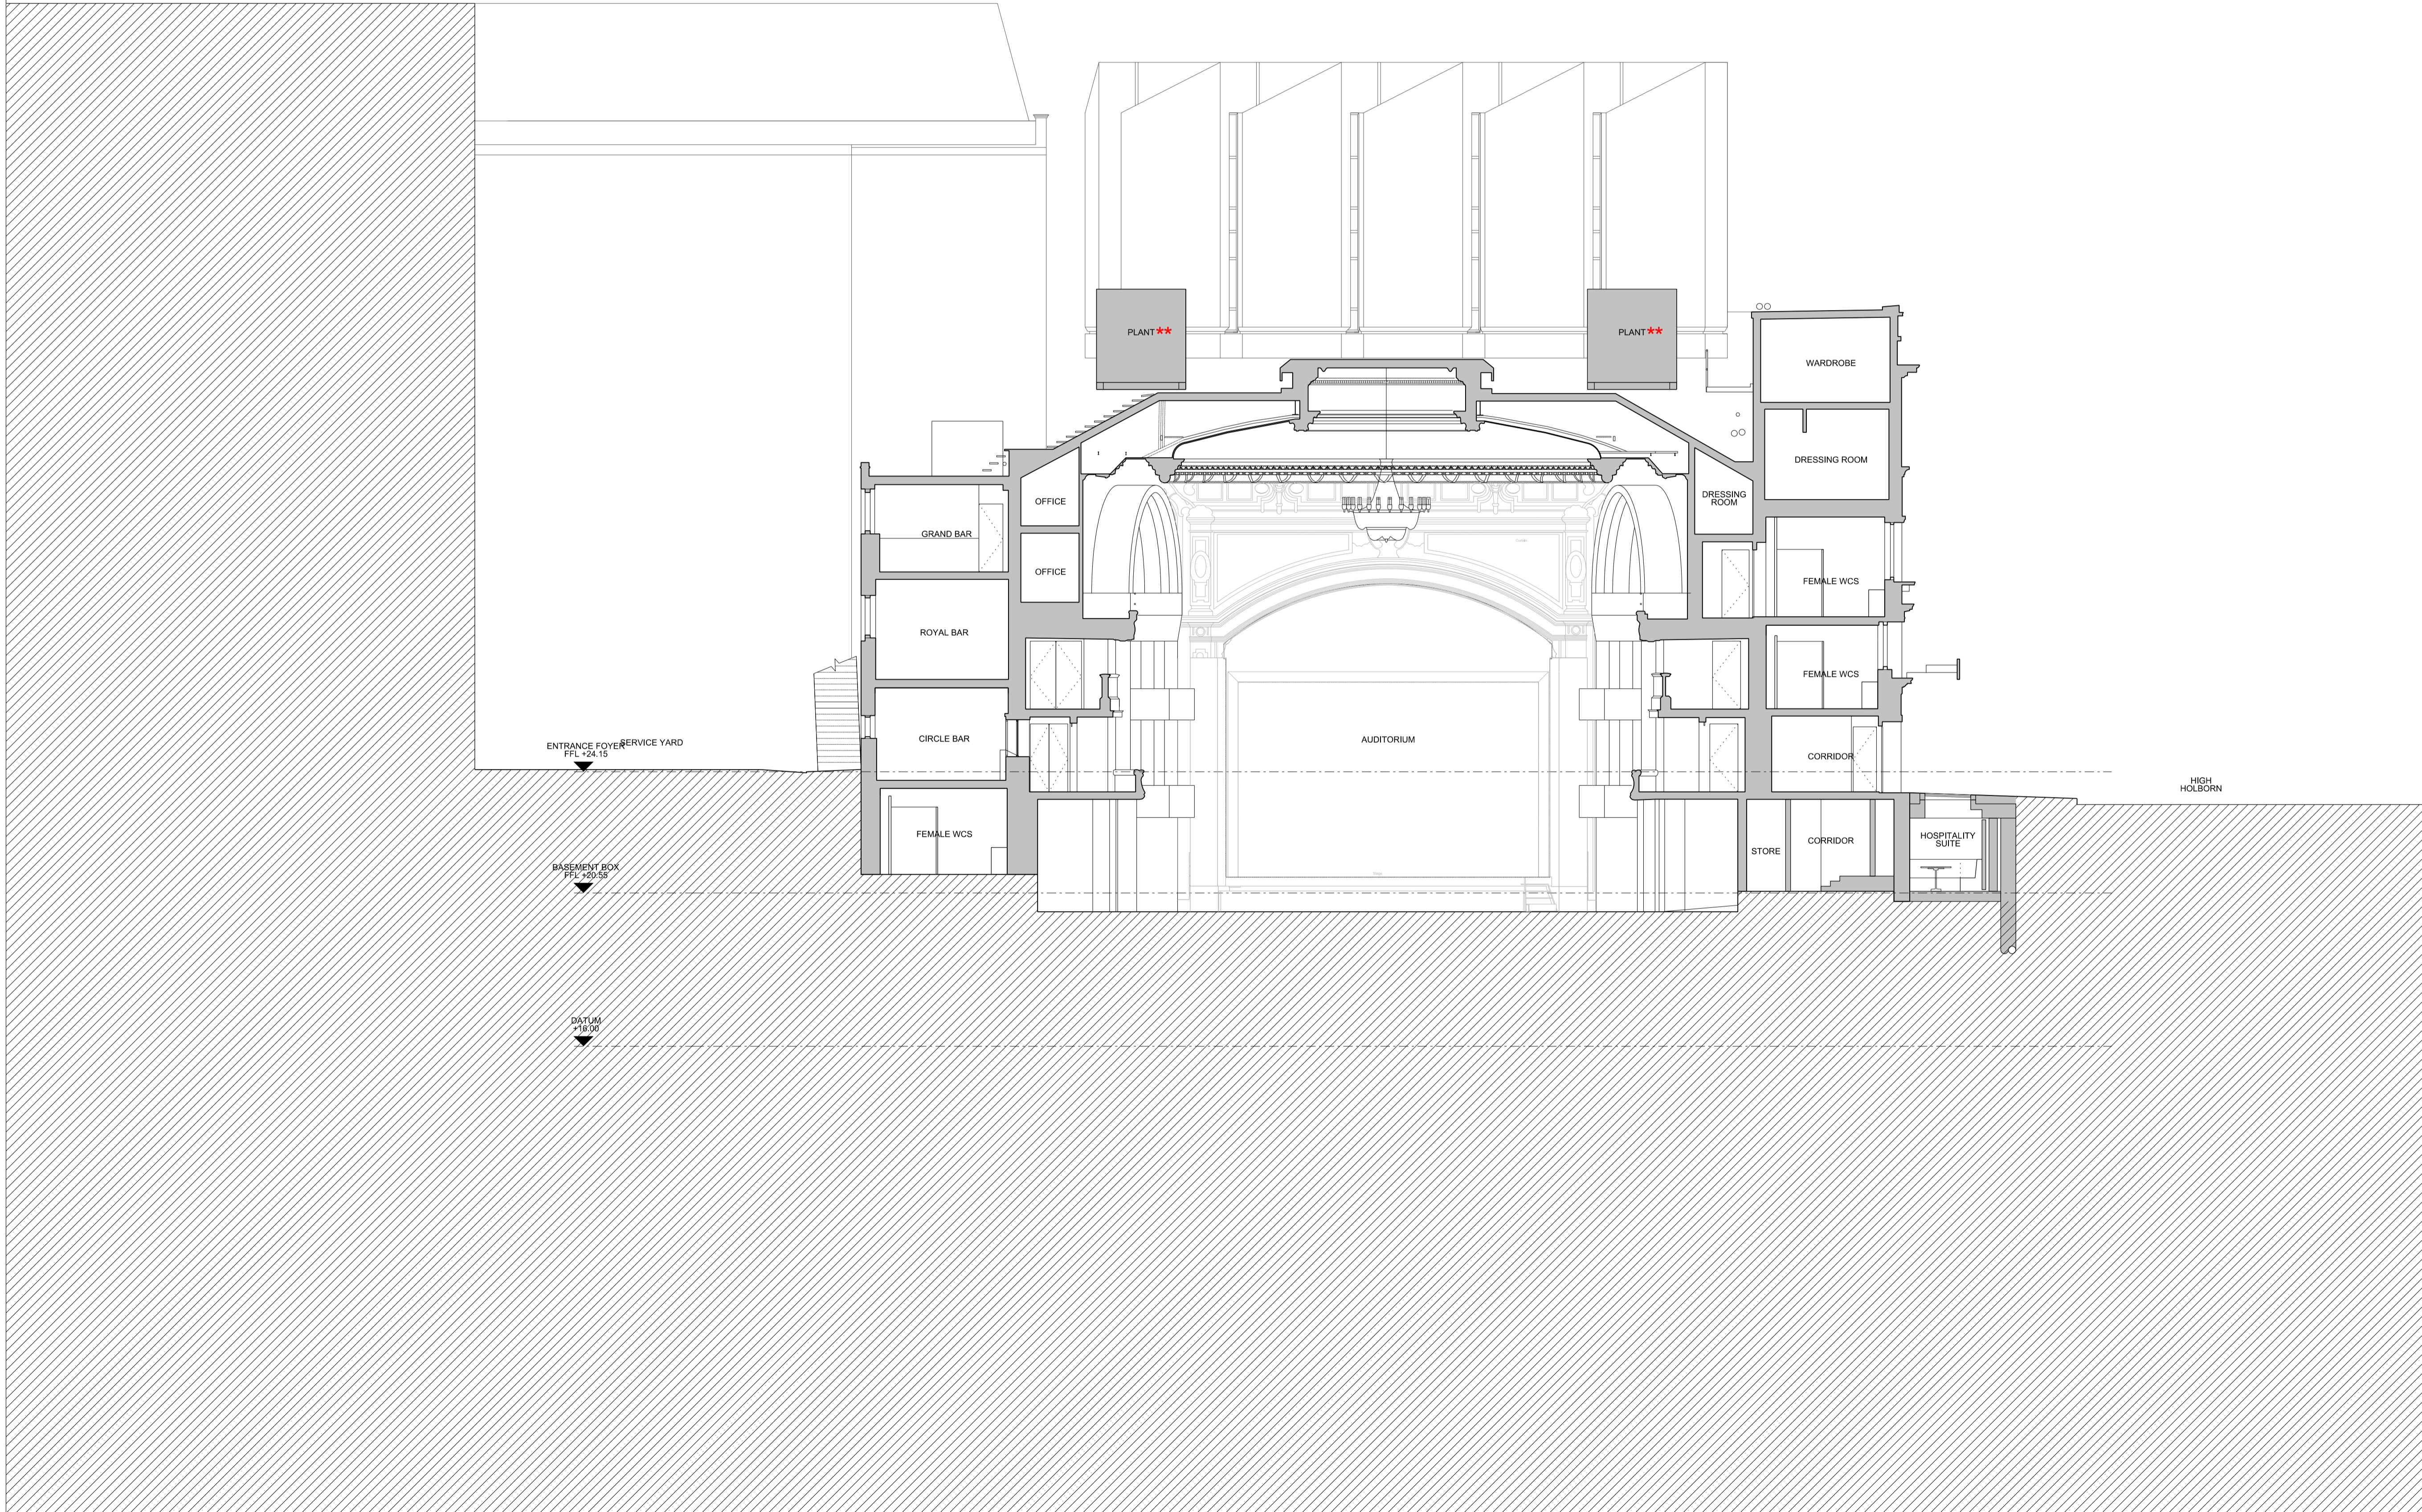 PLANT**
PLANT**
WARDROBE
DRESSING ROOM
OFFICE
DRESSING
ROOM
GRAND BAR
OFFICE
FEMALE WCS
ROYAL BAR
FEMALE WCS
CIRCLE BAR
AUDITORIUM
SERVICE YARD
ENTRANCE FOYER
FFL +24.15
CORRIDOR
HIGH
HOLBORN
FEMALE WCS
STORE
CORRIDOR
HOSPITALITY
SUITE
BASEMENT BOX
FFL +20.55
DATUM
+16.00